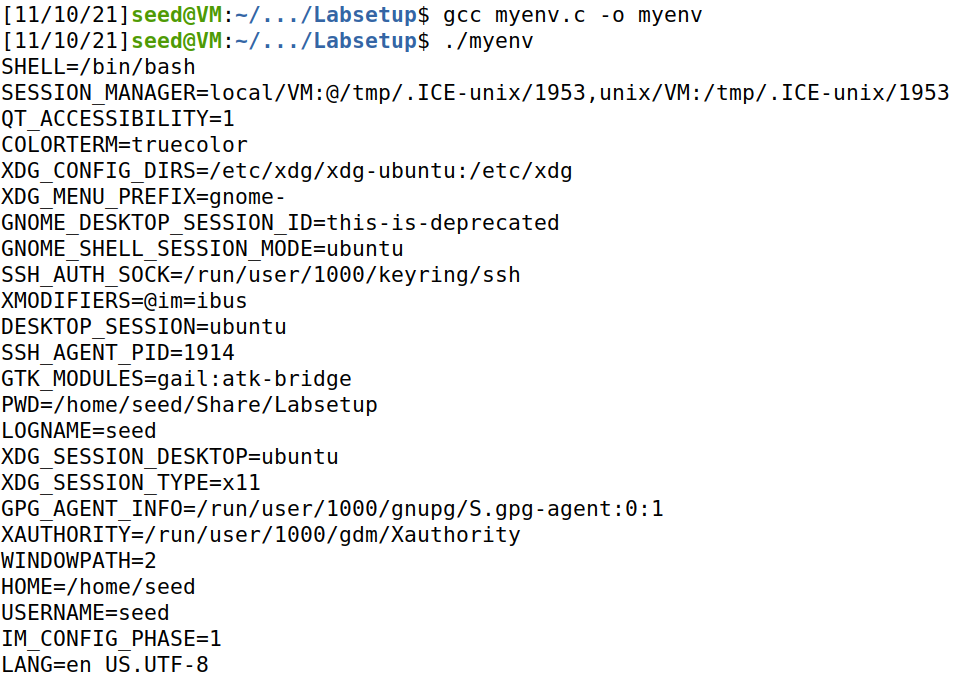 [11/10/21]seed@VM:~/.../Labsetup$ gcc myenv.c -o myenv
[11/10/21]seed@VM:~/.../Labsetup$ ./myenv
SHELL=/bin/bash
SESSION_MANAGER=local/VM:@/tmp/.ICE-unix/1953,unix/VM:/tmp/.ICE-unix/1953
QT_ACCESSIBILITY=1
COLORTERM=truecolor
XDG_CONFIG_DIRS=/etc/xdg/xdg-ubuntu:/etc/xdg
XDG_MENU_PREFIX=gnome-
GNOME_DESKTOP_SESSION_ID=this-is-deprecated
GNOME_SHELL_SESSION_MODE=ubuntu
SSH_AUTH_SOCK=/run/user/1000/keyring/ssh
XMODIFIERS=@im=ibus
DESKTOP_SESSION=ubuntu
SSH_AGENT_PID=1914
GTK_MODULES=gail:atk-bridge
PWD=/home/seed/Share/Labsetup
LOGNAME=seed
XDG_SESSION_DESKTOP=ubuntu
XDG_SESSION_TYPE=x11
GPG_AGENT_INFO=/run/user/1000/gnupg/S.gpg-agent:0:1
XAUTHORITY=/run/user/1000/gdm/Xauthority
WINDOWPATH=2
HOME=/home/seed
USERNAME=seed
IM_CONFIG_PHASE=1
LANG=en_US.UTF-8